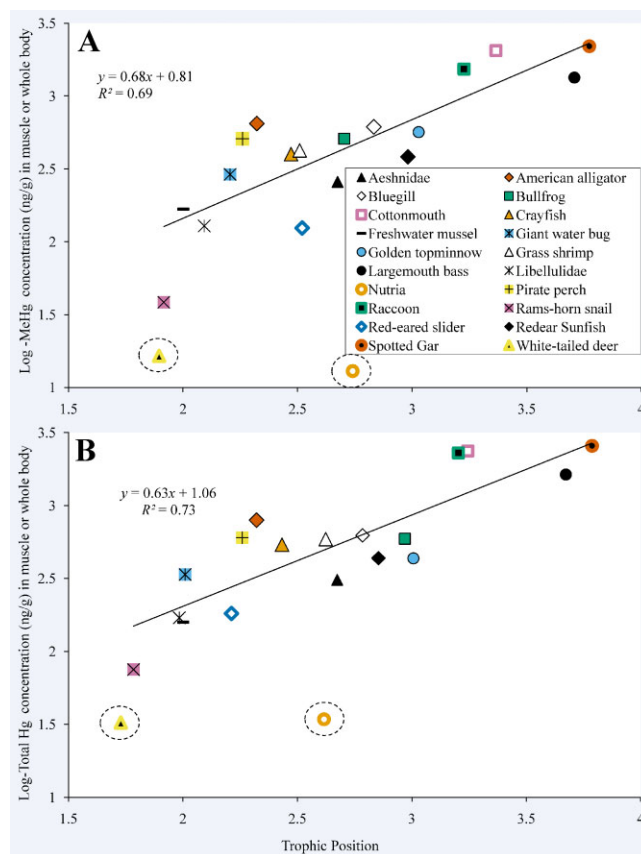 A
y = 0.68x + 0.81
R² = 0.69
Log -MeHg concentration (ng/g) in muscle or whole body
3.5
3
2.5
2
1.5
1
Aeshnidae
American alligator
Bluegill
Bullfrog
Cottonmouth
Crayfish
Freshwater mussel
Giant water bug
Golden topminnow
Grass shrimp
Largemouth bass
Libellulidae
Nutria
Pirate perch
Raccoon
Rams-horn snail
Red-eared slider
Redear Sunfish
Spotted Gar
White-tailed deer
1.5 2 2.5 3 3.5 4
B
y = 0.63x + 1.06
R² = 0.73
Log-Total Hg concentration (ng/g) in muscle or whole body
3.5
3
2.5
2
1.5
1
1.5 2 2.5 3 3.5 4
Trophic Position